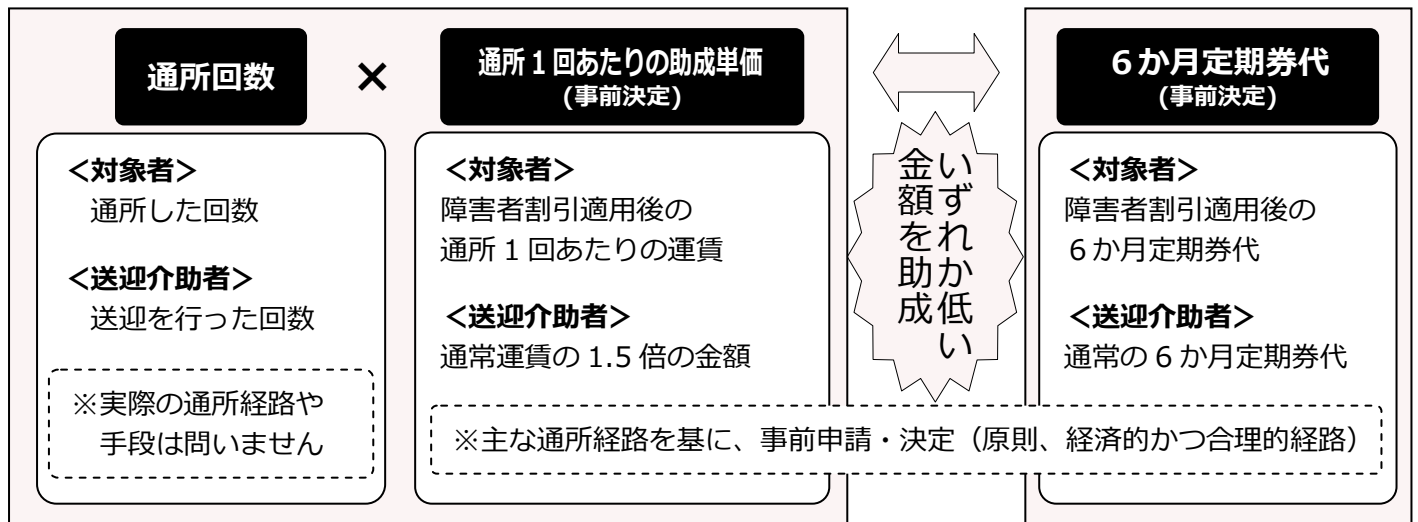 通所回数
×
通所１回あたりの助成単価
(事前決定)
６か月定期券代
(事前決定)
＜対象者＞
通所した回数
＜送迎介助者＞
送迎を行った回数
※実際の通所経路や
手段は問いません
＜対象者＞
障害者割引適用後の
通所１回あたりの運賃
＜送迎介助者＞
通常運賃の 1.5 倍の金額
いずれか低い
金額を助成
＜対象者＞
障害者割引適用後の
６か月定期券代
＜送迎介助者＞
通常の６か月定期券代
※主な通所経路を基に、事前申請・決定（原則、経済的かつ合理的経路）